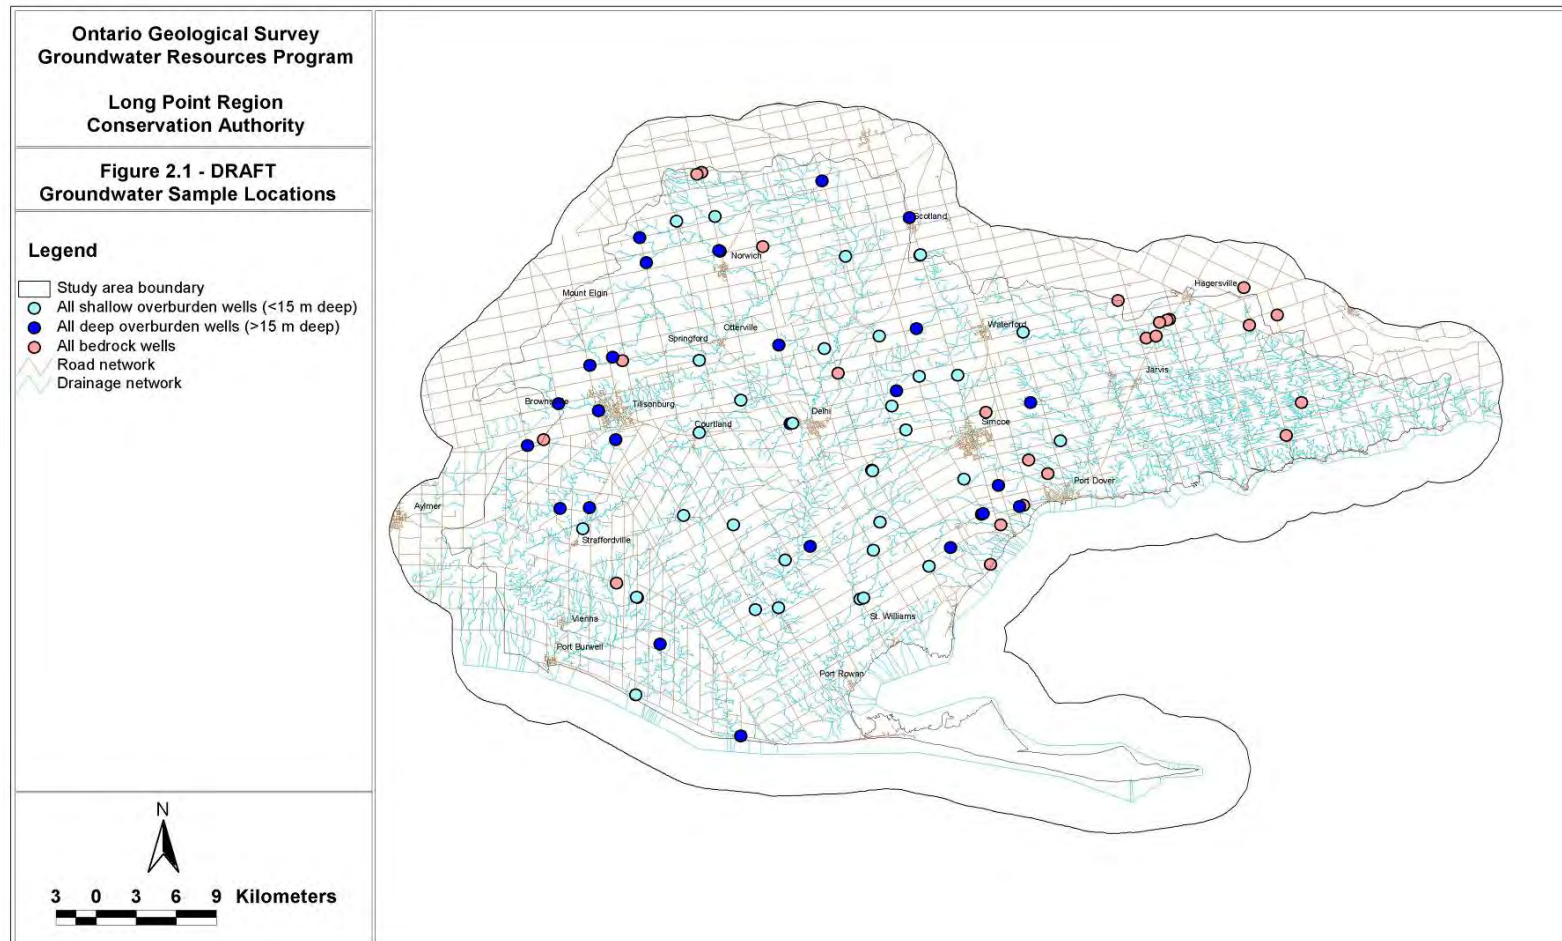 Ontario Geological Survey
Groundwater Resources Program
Long Point Region
Conservation Authority
Figure 2.1 - DRAFT
Groundwater Sample Locations
Legend
Study area boundary
All shallow overburden wells (<15 m deep)
All deep overburden wells (>15 m deep)
All bedrock wells
Road network
Drainage network
N
3 0 3 6 9 Kilometers
Scotland
Norwich
Hagersville
Mount Elgin
Otterville
Waterford
Springford
Jarvis
Tillsonburg
Delhi
Courtland
Simcoe
Port Dover
Aylmer
Straffordville
St. Williams
Vienna
Port Burwell
Port Rowan